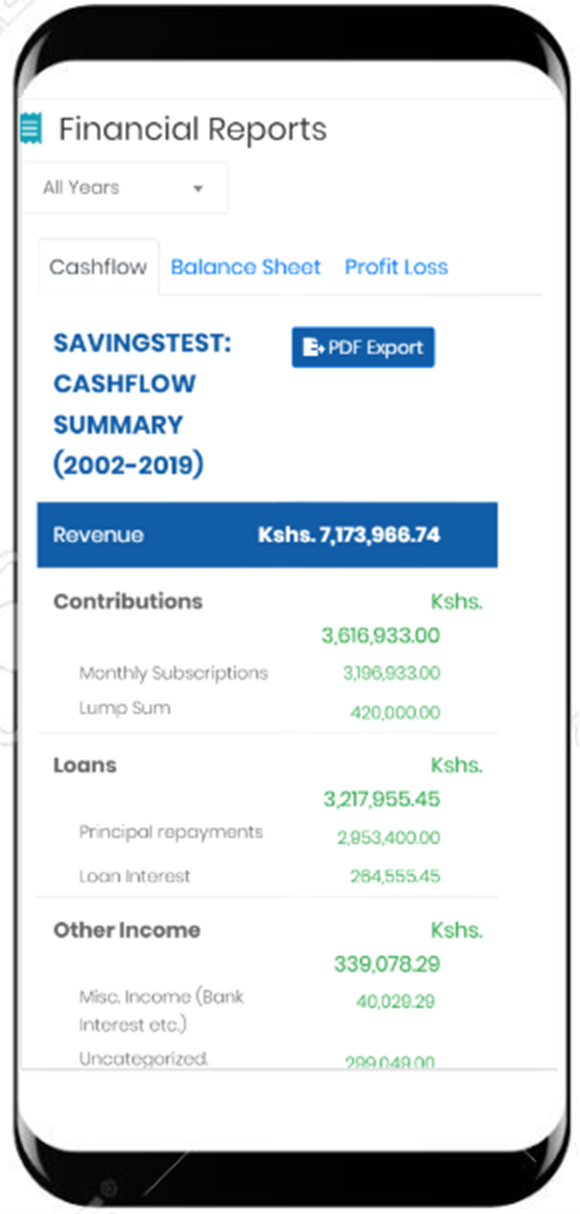 Financial Reports
All Years
Cashflow Balance Sheet Profit Loss
SAVINGSTEST:
CASHFLOW
SUMMARY
(2002-2019)
PDF Export
Revenue Kshs. 7,173,966.74
Contributions Kshs.
3,616,933.00
Monthly Subscriptions 3,196,933.00
Lump Sum 420,000.00
Loans Kshs.
3,217,955.45
Principal repayments 2,953,400.00
Loan Interest 264,555.45
Other Income Kshs.
339,078.29
Misc. Income (Bank 40,029.29
Interest etc.)
Uncategorized. 299,049.00